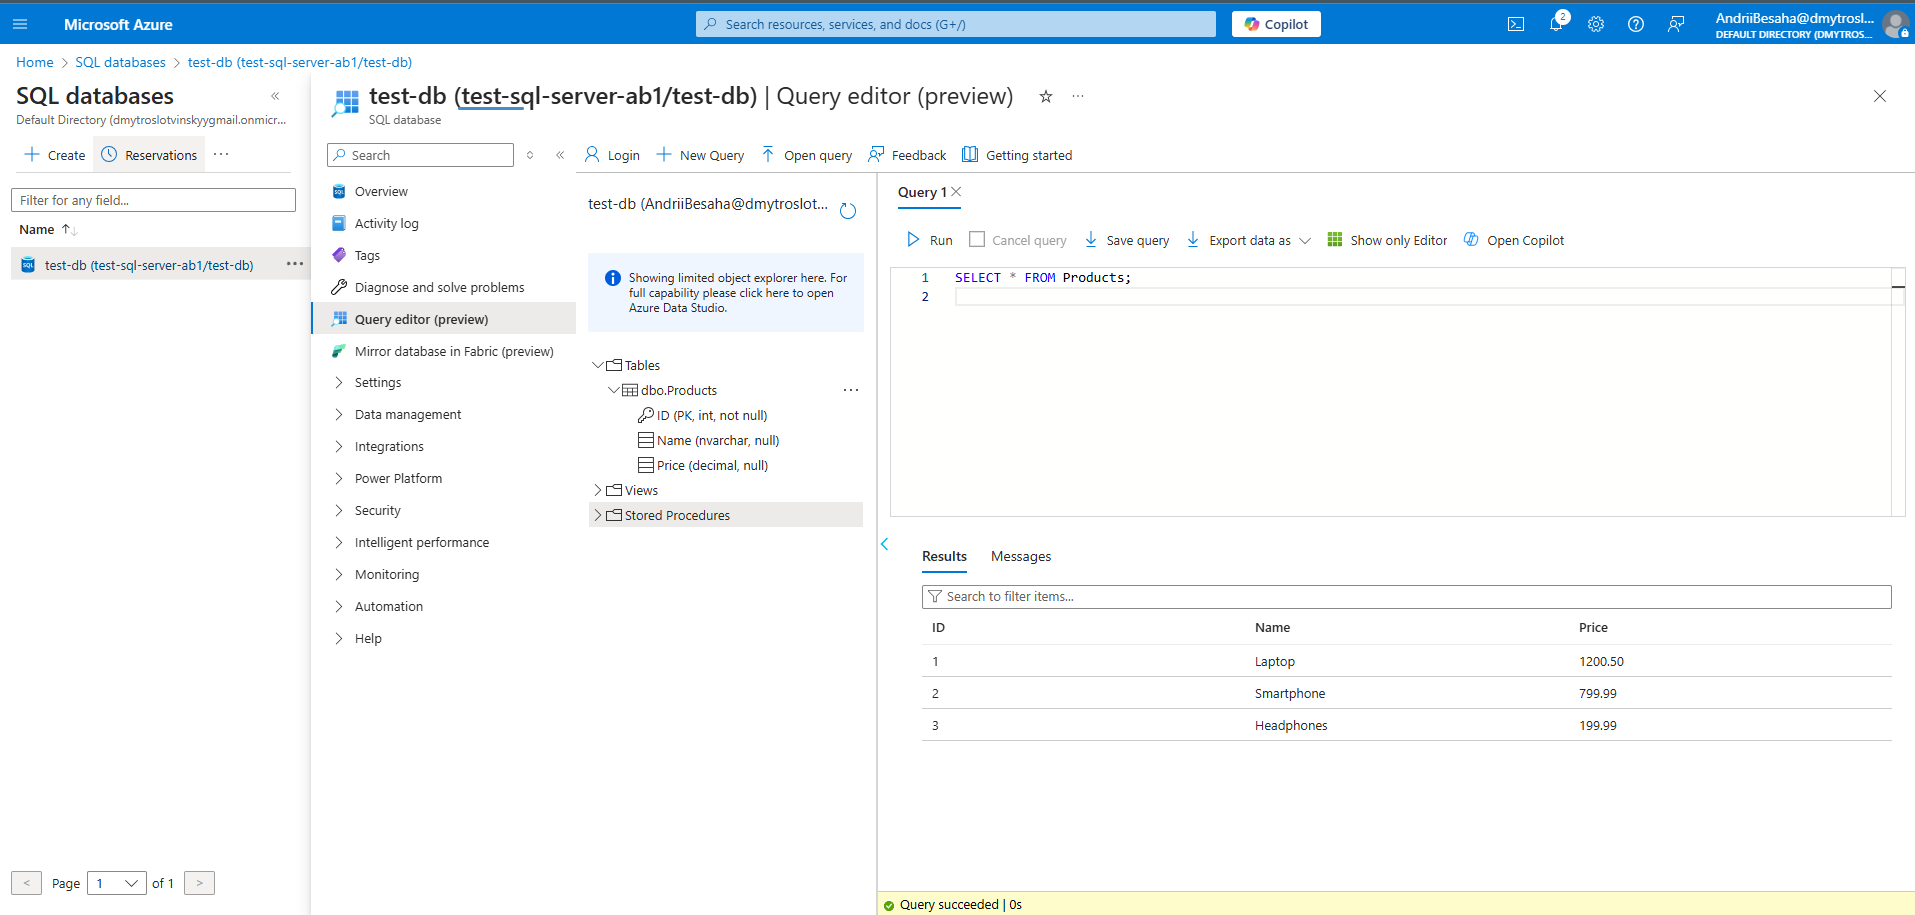 Microsoft Azure
Search resources, services, and docs (G+/)
Copilot
2
AndriiBesaha@dmytrosl...
DEFAULT DIRECTORY (DMYTROS...
Home > SQL databases > test-db (test-sql-server-ab1/test-db)
SQL databases
Default Directory (dmytroslotvinskyygmail.onmicr...
Create
Reservations
Filter for any field...
Name
test-db (test-sql-server-ab1/test-db)
Page 1 of 1
test-db (test-sql-server-ab1/test-db) | Query editor (preview)
SQL database
Search
Overview
Activity log
Tags
Diagnose and solve problems
Query editor (preview)
Mirror database in Fabric (preview)
Settings
Data management
Integrations
Power Platform
Security
Intelligent performance
Monitoring
Automation
Help
Login
New Query
Open query
Feedback
Getting started
test-db (AndriiBesaha@dmytroslot...
Showing limited object explorer here. For
full capability please click here to open
Azure Data Studio.
Tables
dbo.Products
ID (PK, int, not null)
Name (nvarchar, null)
Price (decimal, null)
Views
Stored Procedures
Query 1
Run
Cancel query
Save query
Export data as
Show only Editor
Open Copilot
1 SELECT * FROM Products;
2
Results
Messages
Search to filter items...
ID Name Price
1 Laptop 1200.50
2 Smartphone 799.99
3 Headphones 199.99
Query succeeded | 0s